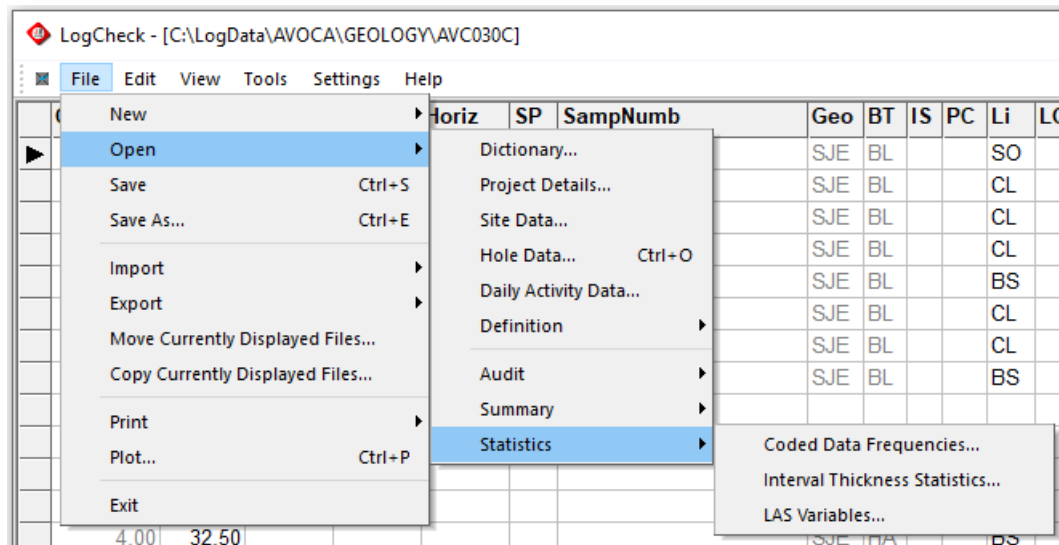 LogCheck - [C:\LogData\AVOCA\GEOLOGY\AVC030C]
File Edit View Tools Settings Help
Horiz SP SampNumb Geo BT IS PC Li
New
Open
Save Ctrl+S
Save As... Ctrl+E
Import
Export
Move Currently Displayed Files...
Copy Currently Displayed Files...
Print
Plot... Ctrl+P
Exit
Dictionary...
Project Details...
Site Data...
Hole Data... Ctrl+O
Daily Activity Data...
Definition
Audit
Summary
Statistics
Coded Data Frequencies...
Interval Thickness Statistics...
LAS Variables...
SJE BL SO
SJE BL CL
SJE BL CL
SJE BL CL
SJE BL BS
SJE BL CL
SJE BL CL
SJE BL BS
4.00 32.50 SJE HA BS